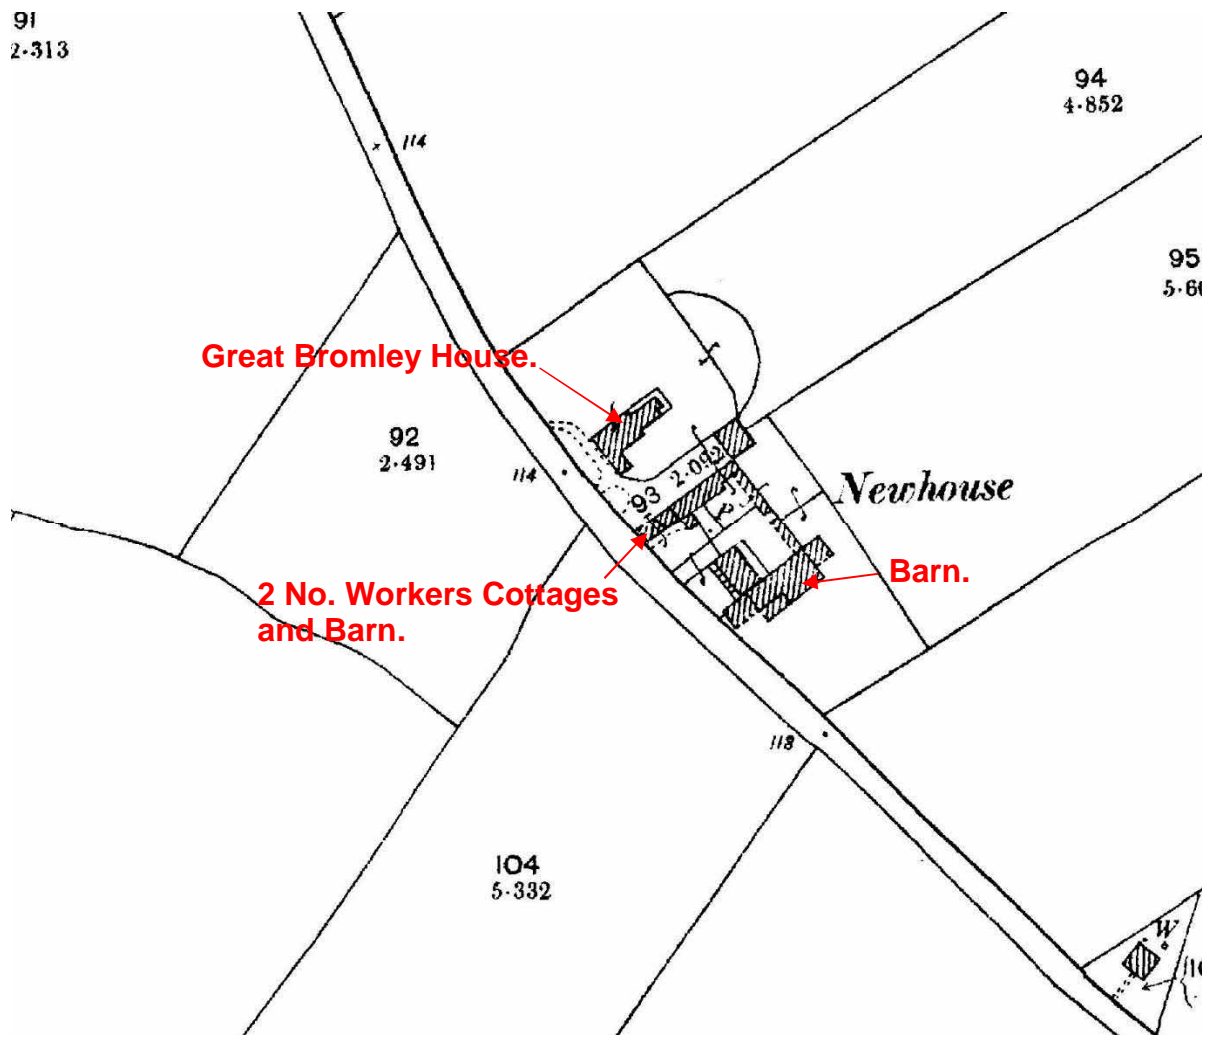 91
2·313
94
4·852
114
95
Great Bromley House.
92
2·491
114
93 2·092
P
Newhouse
2 No. Workers Cottages
and Barn.
Barn.
118
104
5·332
W